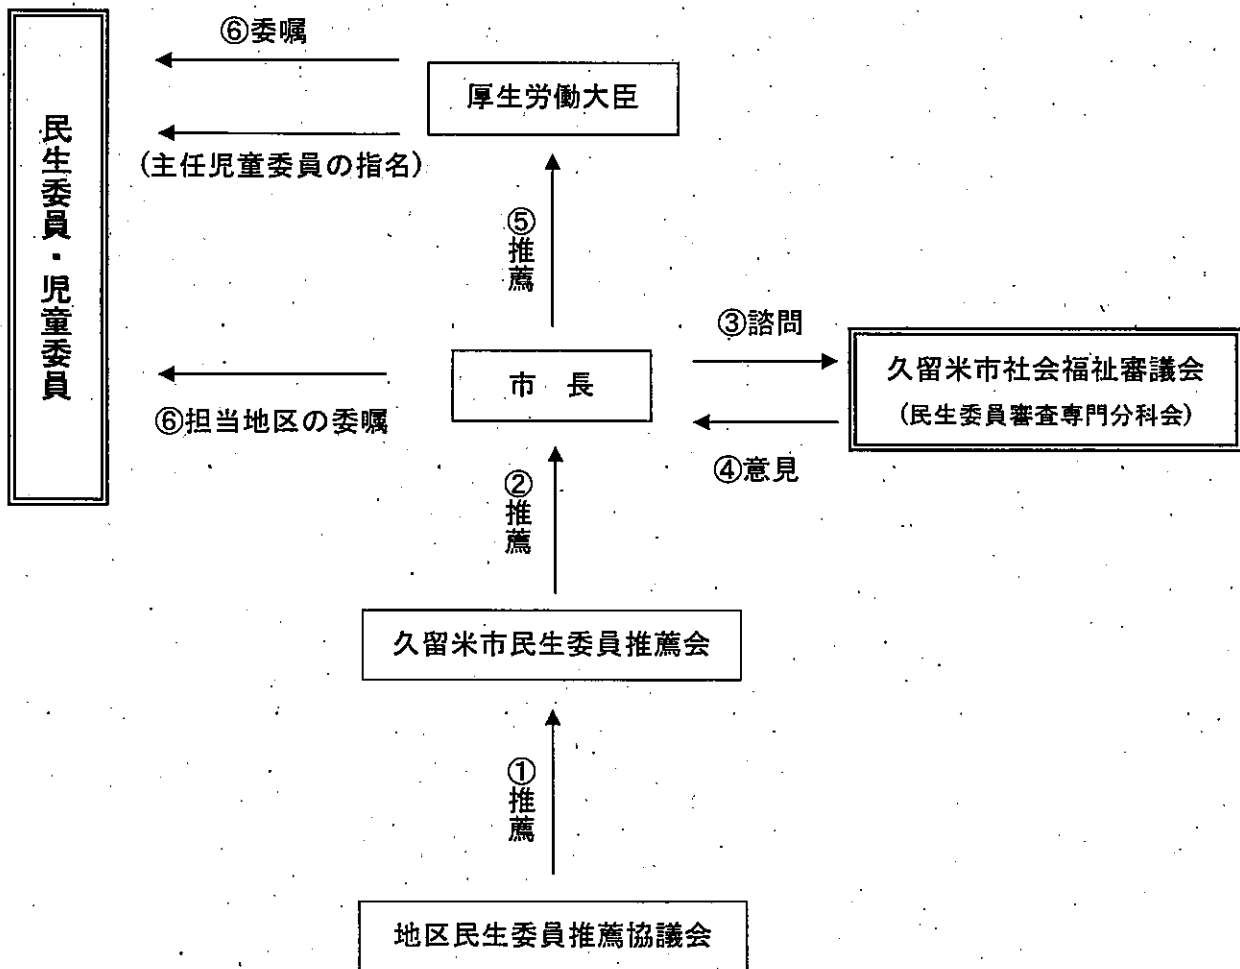 ⑥委嘱
厚生労働大臣
(主任児童委員の指名)
民生委員・児童委員
⑤推薦
③諮問
市 長
久留米市社会福祉審議会
(民生委員審査専門分科会)
⑥担当地区の委嘱
④意見
②推薦
久留米市民生委員推薦会
①推薦
地区民生委員推薦協議会